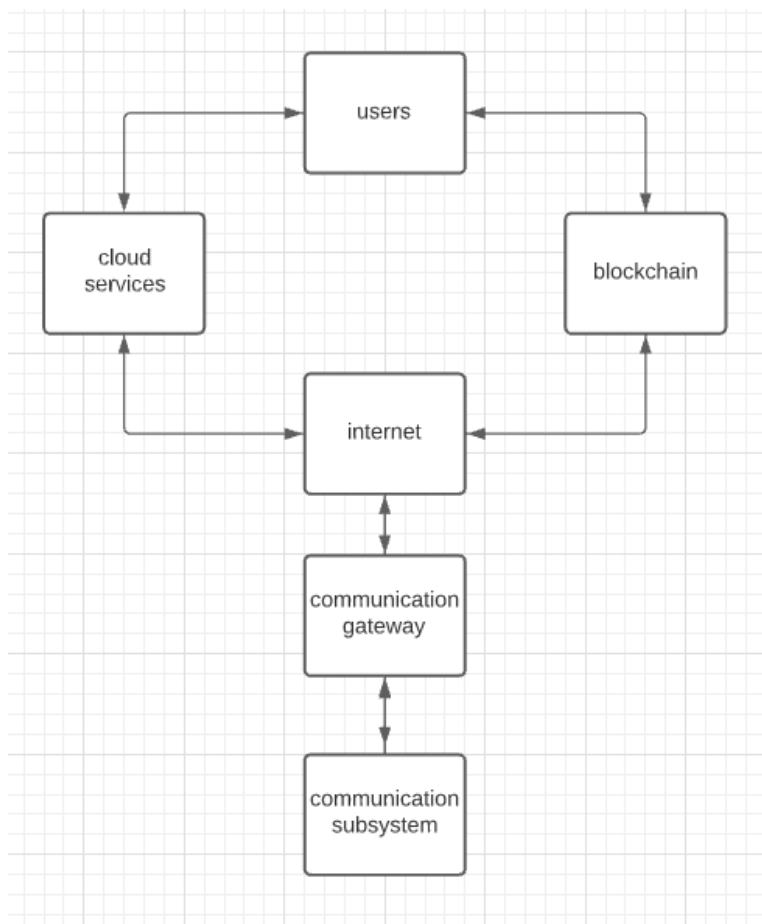 users
cloud
services
blockchain
internet
communication
gateway
communication
subsystem